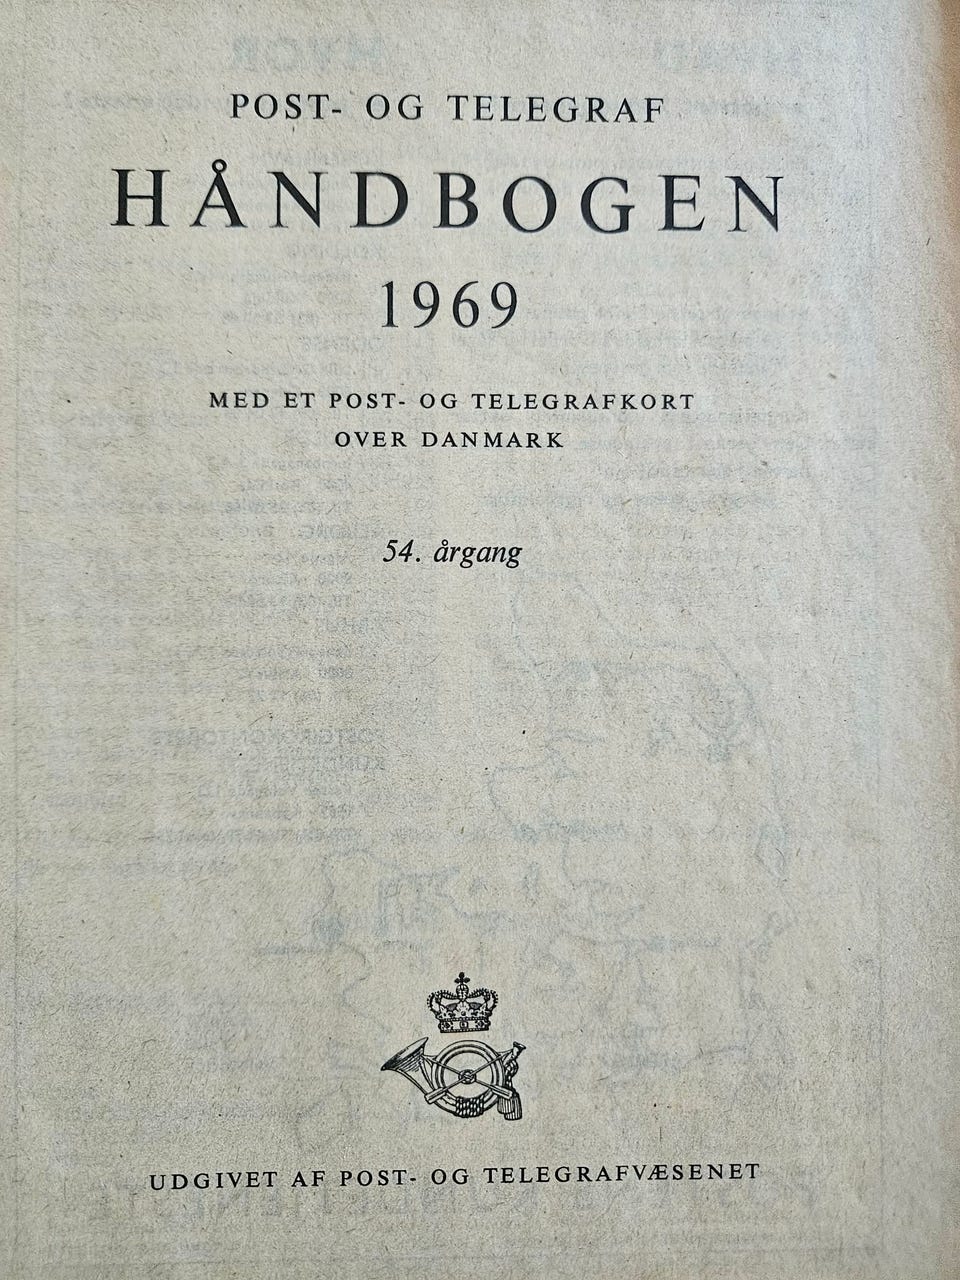 POST- OG TELEGRAF
HÅNDBOGEN
1969
MED ET POST- OG TELEGRAFKORT
OVER DANMARK
54. årgang
UDGIVET AF POST- OG TELEGRAFVÆSENET